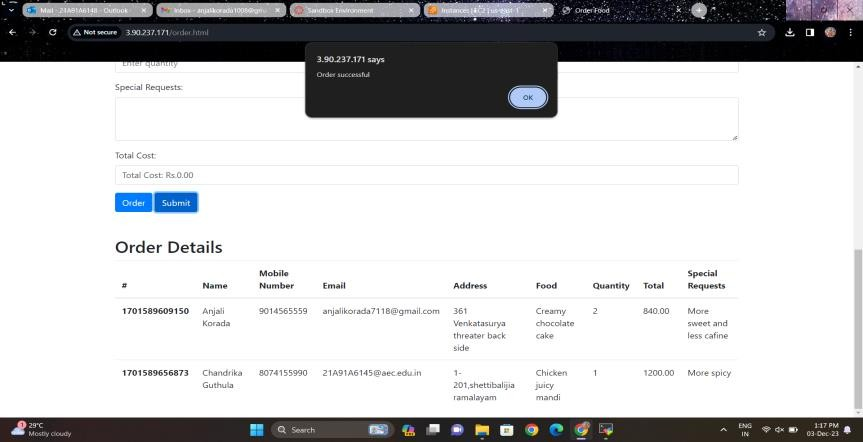 Mail - 21A91A6148 - Outlook
Inbox - anjalikorada1008@gm
Sandbox Environment
Instances | EC2 | us-east-1
Order Food
Not secure 3.90.237.171/order.html
3.90.237.171 says
Order successful
OK
Enter quantity
Special Requests:
Total Cost:
Total Cost: Rs.0.00
Order Submit
Order Details
# Name Mobile Number Email Address Food Quantity Total Special Requests
1701589609150 Anjali Korada 9014565559 anjalikorada7118@gmail.com 361 Venkatasurya threater back side Creamy chocolate cake 2 840.00 More sweet and less cafine
1701589656873 Chandrika Guthula 8074155990 21A91A6145@aec.edu.in 1-201,shettibalijia ramalayam Chicken juicy mandi 1 1200.00 More spicy
29°C
Mostly cloudy
Search
ENG
IN
1:17 PM
03-Dec-23